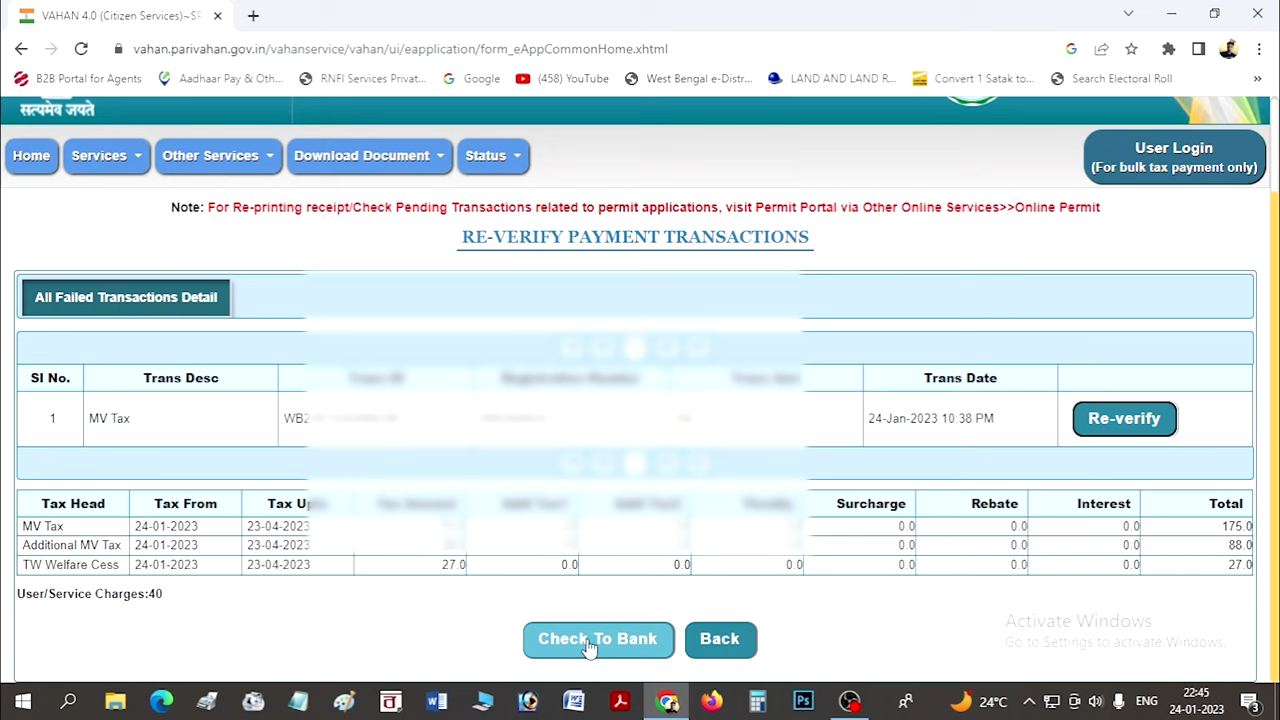 VAHAN 4.0 (Citizen Services)~SF
vahan.parivahan.gov.in/vahanservice/vahan/ui/eapplication/form_eAppCommonHome.xhtml
B2B Portal for Agents Aadhaar Pay & Oth... RNFI Services Privat... Google (458) YouTube West Bengal e-Distr... LAND AND LAND R... Convert 1 Satak to... Search Electoral Roll »
सत्यमेव जयते
Home Services Other Services Download Document Status
User Login
(For bulk tax payment only)
Note: For Re-printing receipt/Check Pending Transactions related to permit applications, visit Permit Portal via Other Online Services>>Online Permit
RE-VERIFY PAYMENT TRANSACTIONS
All Failed Transactions Detail
Sl No. Trans Desc Trans Date
1 MV Tax 24-Jan-2023 10:38 PM Re-verify
Tax Head Tax From Surcharge Rebate Interest Total
MV Tax 24-01-2023 23-04-2023 0.0 0.0 0.0 175.0
Additional MV Tax 24-01-2023 23-04-2023 0.0 0.0 0.0 88.0
TW Welfare Cess 24-01-2023 23-04-2023 27.0 0.0 0.0 0.0 0.0 0.0 0.0 27.0
User/Service Charges:40
Check To Bank Back
Activate Windows
Go to Settings to activate Windows.
24°C ENG 22:45
24-01-2023 3